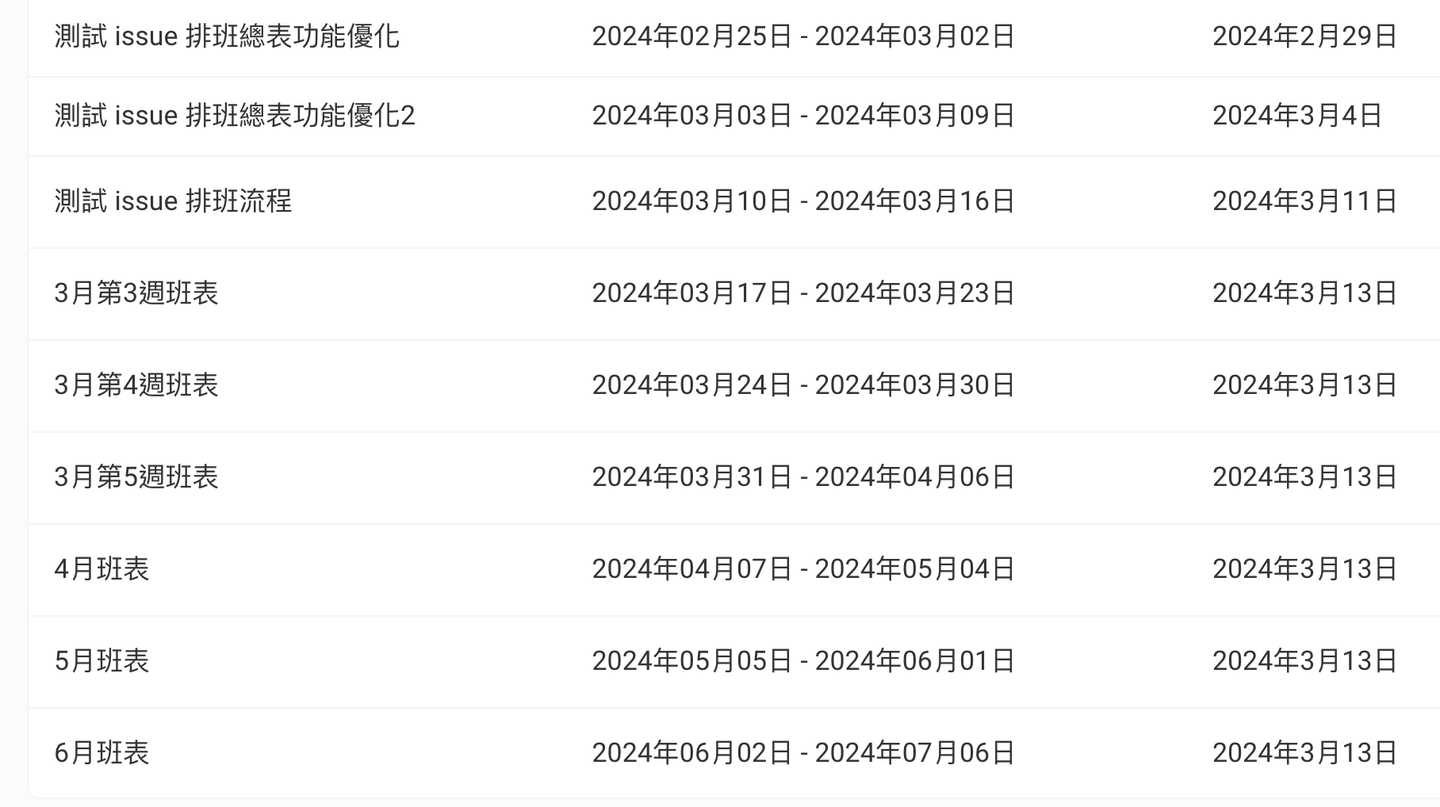 測試 issue 排班總表功能優化 2024年02月25日 - 2024年03月02日 2024年2月29日
測試 issue 排班總表功能優化2 2024年03月03日 - 2024年03月09日 2024年3月4日
測試 issue 排班流程 2024年03月10日 - 2024年03月16日 2024年3月11日
3月第3週班表 2024年03月17日 - 2024年03月23日 2024年3月13日
3月第4週班表 2024年03月24日 - 2024年03月30日 2024年3月13日
3月第5週班表 2024年03月31日 - 2024年04月06日 2024年3月13日
4月班表 2024年04月07日 - 2024年05月04日 2024年3月13日
5月班表 2024年05月05日 - 2024年06月01日 2024年3月13日
6月班表 2024年06月02日 - 2024年07月06日 2024年3月13日